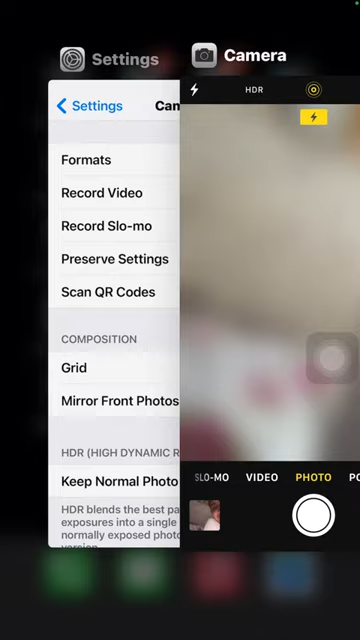 Settings
Camera
Settings
Cam
Formats
Record Video
Record Slo-mo
Preserve Settings
Scan QR Codes
COMPOSITION
Grid
Mirror Front Photos
HDR (HIGH DYNAMIC R
Keep Normal Photo
HDR blends the best pa
exposures into a single
normally exposed phot
version.
HDR
SLO-MO
VIDEO
PHOTO
PO